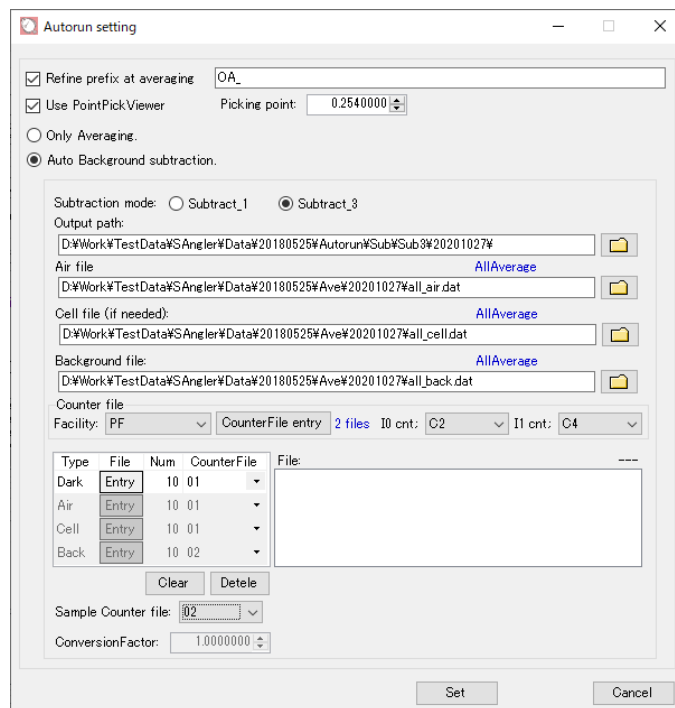 Autorun setting
Refine prefix at averaging OA_
Use PointPickViewer Picking point: 0.2540000
Only Averaging.
Auto Background subtraction.
Subtraction mode: Subtract_1 Subtract_3
Output path:
D:¥Work¥TestData¥SAngler¥Data¥20180525¥Autorun¥Sub¥Sub3¥20201027¥
Air file AllAverage
D:¥Work¥TestData¥SAngler¥Data¥20180525¥Ave¥20201027¥all_air.dat
Cell file (if needed): AllAverage
D:¥Work¥TestData¥SAngler¥Data¥20180525¥Ave¥20201027¥all_cell.dat
Background file: AllAverage
D:¥Work¥TestData¥SAngler¥Data¥20180525¥Ave¥20201027¥all_back.dat
Counter file
Facility: PF CounterFile entry 2 files I0 cnt; C2 I1 cnt; C4
Type File Num CounterFile File: ---
Dark Entry 10 01
Air Entry 10 01
Cell Entry 10 01
Back Entry 10 02
Clear Detele
Sample Counter file: 02
ConversionFactor: 1.0000000
Set Cancel